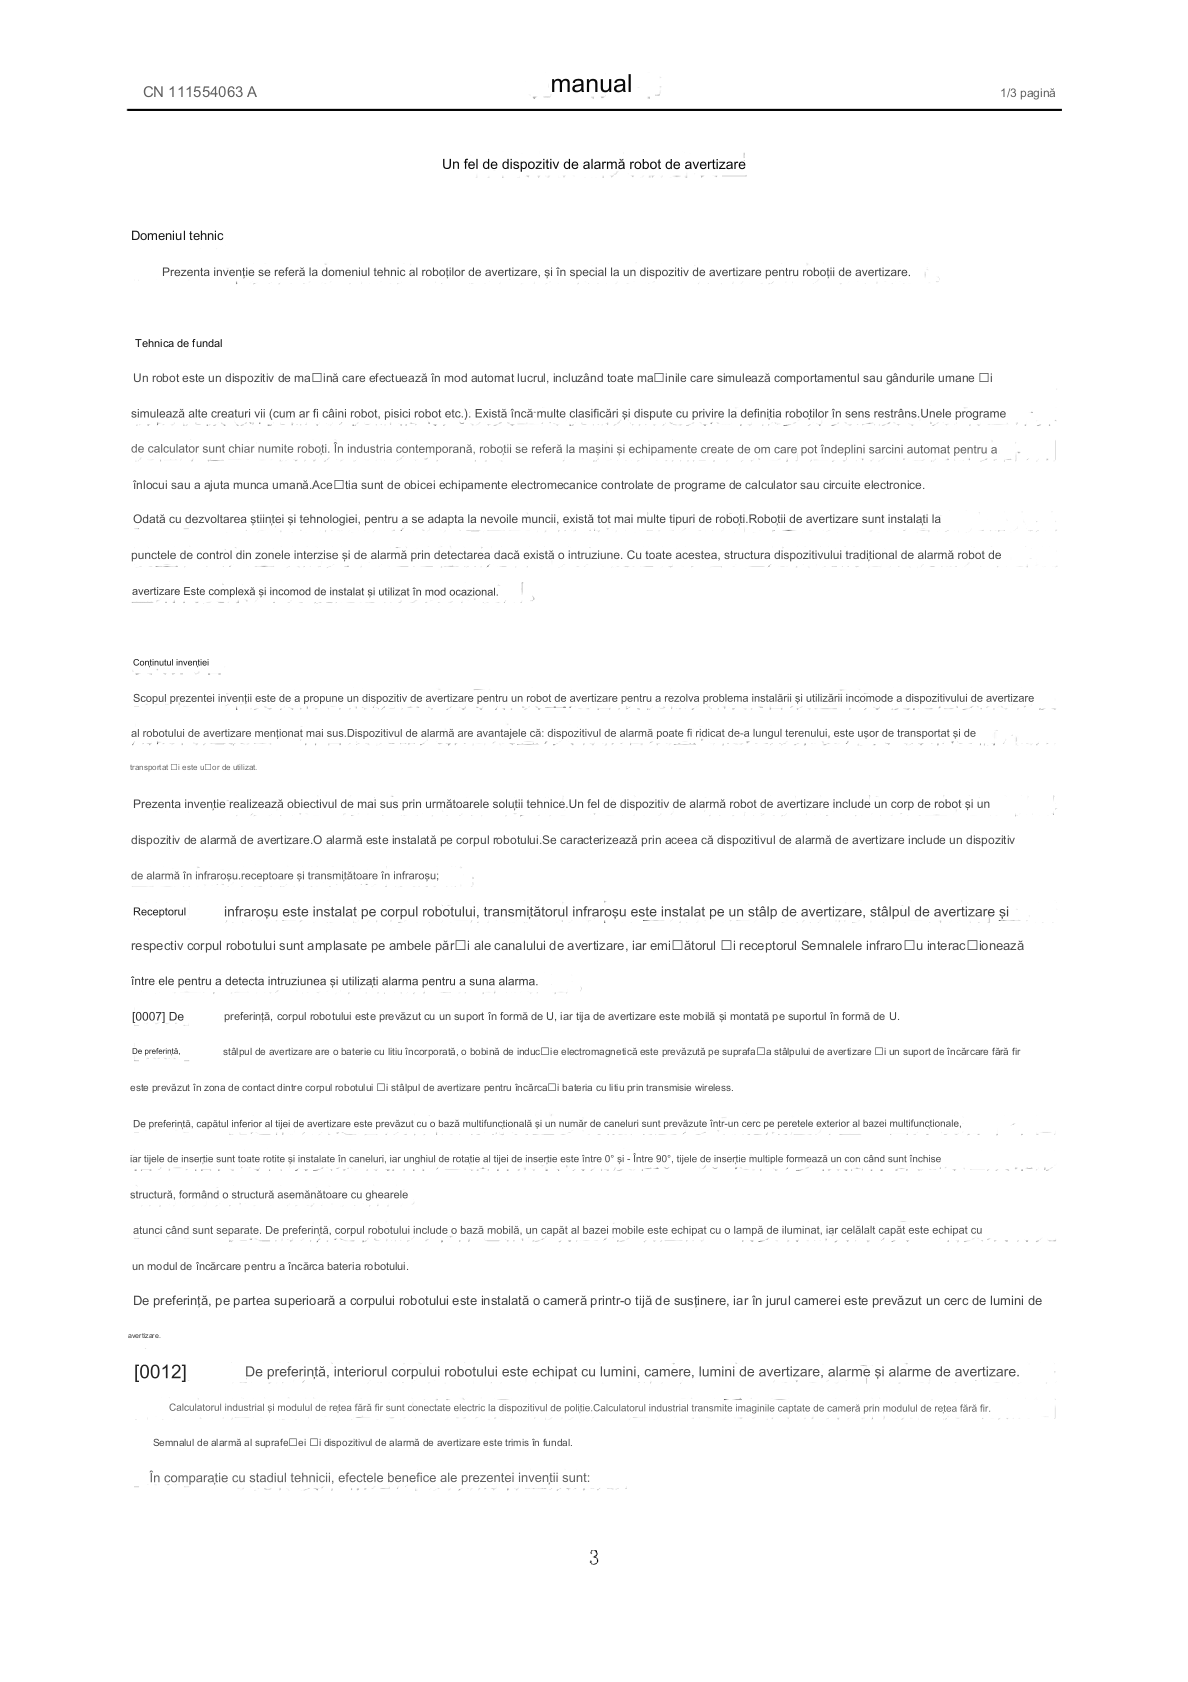 CN 111554063 A
manual
1/3 pagină
Un fel de dispozitiv de alarmă robot de avertizare
Domeniul tehnic
Prezenta invenție se referă la domeniul tehnic al roboților de avertizare, și în special la un dispozitiv de avertizare pentru roboții de avertizare.
Tehnica de fundal
Un robot este un dispozitiv de ma□ină care efectuează în mod automat lucrul, incluzând toate ma□inile care simulează comportamentul sau gândurile umane □i
simulează alte creaturi vii (cum ar fi câini robot, pisici robot etc.). Există încă multe clasificări și dispute cu privire la definiția roboților în sens restrâns.Unele programe
de calculator sunt chiar numite roboți. În industria contemporană, roboții se referă la mașini și echipamente create de om care pot îndeplini sarcini automat pentru a
înlocui sau a ajuta munca umană.Ace□tia sunt de obicei echipamente electromecanice controlate de programe de calculator sau circuite electronice.
Odată cu dezvoltarea științei și tehnologiei, pentru a se adapta la nevoile muncii, există tot mai multe tipuri de roboți.Roboții de avertizare sunt instalați la
punctele de control din zonele interzise și de alarmă prin detectarea dacă există o intruziune. Cu toate acestea, structura dispozitivului tradițional de alarmă robot de
avertizare Este complexă și incomod de instalat și utilizat în mod ocazional.
Conținutul invenției
Scopul prezentei invenții este de a propune un dispozitiv de avertizare pentru un robot de avertizare pentru a rezolva problema instalării și utilizării incomode a dispozitivului de avertizare
al robotului de avertizare menționat mai sus.Dispozitivul de alarmă are avantajele că: dispozitivul de alarmă poate fi ridicat de-a lungul terenului, este ușor de transportat și de
transportat □i este u□or de utilizat.
Prezenta invenție realizează obiectivul de mai sus prin următoarele soluții tehnice.Un fel de dispozitiv de alarmă robot de avertizare include un corp de robot și un
dispozitiv de alarmă de avertizare.O alarmă este instalată pe corpul robotului.Se caracterizează prin aceea că dispozitivul de alarmă de avertizare include un dispozitiv
de alarmă în infraroșu.receptoare și transmițătoare în infraroșu;
Receptorul infraroșu este instalat pe corpul robotului, transmițătorul infraroșu este instalat pe un stâlp de avertizare, stâlpul de avertizare și
respectiv corpul robotului sunt amplasate pe ambele păr□i ale canalului de avertizare, iar emi□ătorul □i receptorul Semnalele infraro□u interac□ionează
între ele pentru a detecta intruziunea și utilizați alarma pentru a suna alarma.
[0007] De preferință, corpul robotului este prevăzut cu un suport în formă de U, iar tija de avertizare este mobilă și montată pe suportul în formă de U.
De preferință, stâlpul de avertizare are o baterie cu litiu încorporată, o bobină de induc□ie electromagnetică este prevăzută pe suprafa□a stâlpului de avertizare □i un suport de încărcare fără fir
este prevăzut în zona de contact dintre corpul robotului □i stâlpul de avertizare pentru încărca□i bateria cu litiu prin transmisie wireless.
De preferință, capătul inferior al tijei de avertizare este prevăzut cu o bază multifuncțională și un număr de caneluri sunt prevăzute într-un cerc pe peretele exterior al bazei multifuncționale,
iar tijele de inserție sunt toate rotite și instalate în caneluri, iar unghiul de rotație al tijei de inserție este între 0° și - Între 90°, tijele de inserție multiple formează un con când sunt închise
structură, formând o structură asemănătoare cu ghearele
atunci când sunt separate. De preferință, corpul robotului include o bază mobilă, un capăt al bazei mobile este echipat cu o lampă de iluminat, iar celălalt capăt este echipat cu
un modul de încărcare pentru a încărca bateria robotului.
De preferință, pe partea superioară a corpului robotului este instalată o cameră printr-o tijă de susținere, iar în jurul camerei este prevăzut un cerc de lumini de
avertizare.
[0012] De preferință, interiorul corpului robotului este echipat cu lumini, camere, lumini de avertizare, alarme și alarme de avertizare.
Calculatorul industrial și modulul de rețea fără fir sunt conectate electric la dispozitivul de poliție.Calculatorul industrial transmite imaginile captate de cameră prin modulul de rețea fără fir.
Semnalul de alarmă al suprafe□ei □i dispozitivul de alarmă de avertizare este trimis în fundal.
În comparație cu stadiul tehnicii, efectele benefice ale prezentei invenții sunt:
3